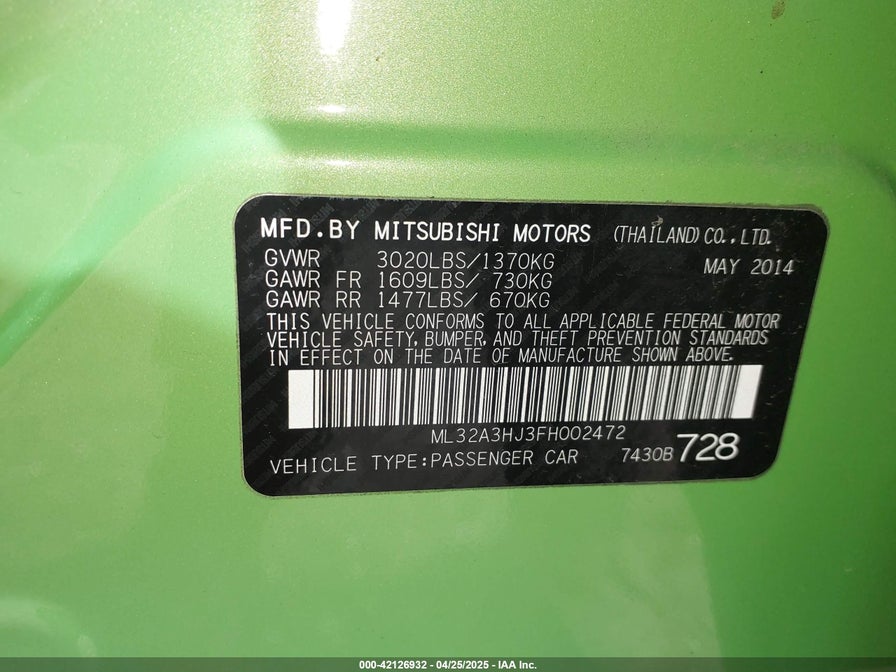 MFD.BY MITSUBISHI MOTORS (THAILAND) CO.,LTD.
GVWR 3020LBS/1370KG MAY 2014
GAWR FR 1609LBS/ 730KG
GAWR RR 1477LBS/ 670KG
THIS VEHICLE CONFORMS TO ALL APPLICABLE FEDERAL MOTOR
VEHICLE SAFETY, BUMPER, AND THEFT PREVENTION STANDARDS
IN EFFECT ON THE DATE OF MANUFACTURE SHOWN ABOVE.
ML32A3HJ3FH002472
VEHICLE TYPE:PASSENGER CAR 7430B 728
000-42126932 / 04/25/2025 - IAA Inc.